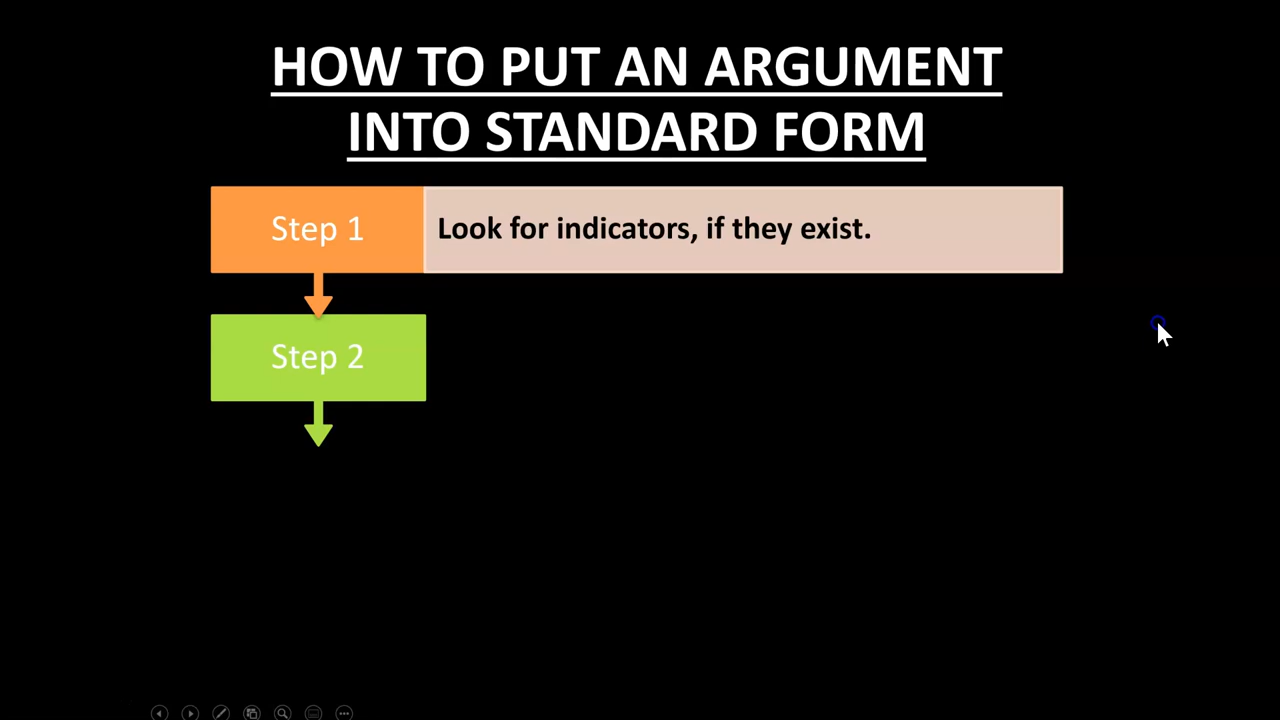 HOW TO PUT AN ARGUMENT
INTO STANDARD FORM
Step 1
Look for indicators, if they exist.
Step 2